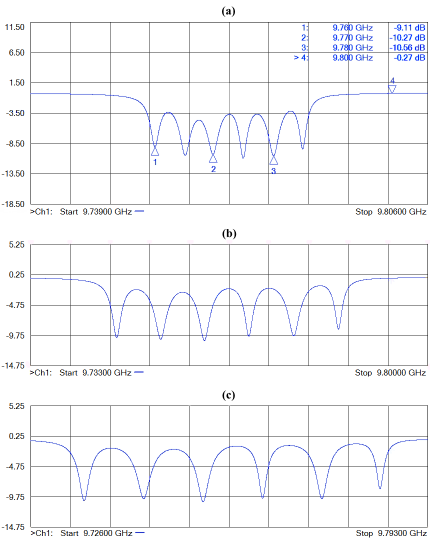 (a)
11.50
1: 9.760 GHz -9.11 dB
2: 9.770 GHz -10.27 dB
6.50
3: 9.780 GHz -10.56 dB
> 4: 9.800 GHz -0.27 dB
1.50
4
-3.50
-8.50
1
2
3
-13.50
-18.50
>Ch1: Start 9.73900 GHz
Stop 9.80600 GHz
(b)
5.25
0.25
-4.75
-9.75
-14.75
>Ch1: Start 9.73300 GHz
Stop 9.80000 GHz
(c)
5.25
0.25
-4.75
-9.75
-14.75
>Ch1: Start 9.72600 GHz
Stop 9.79300 GHz